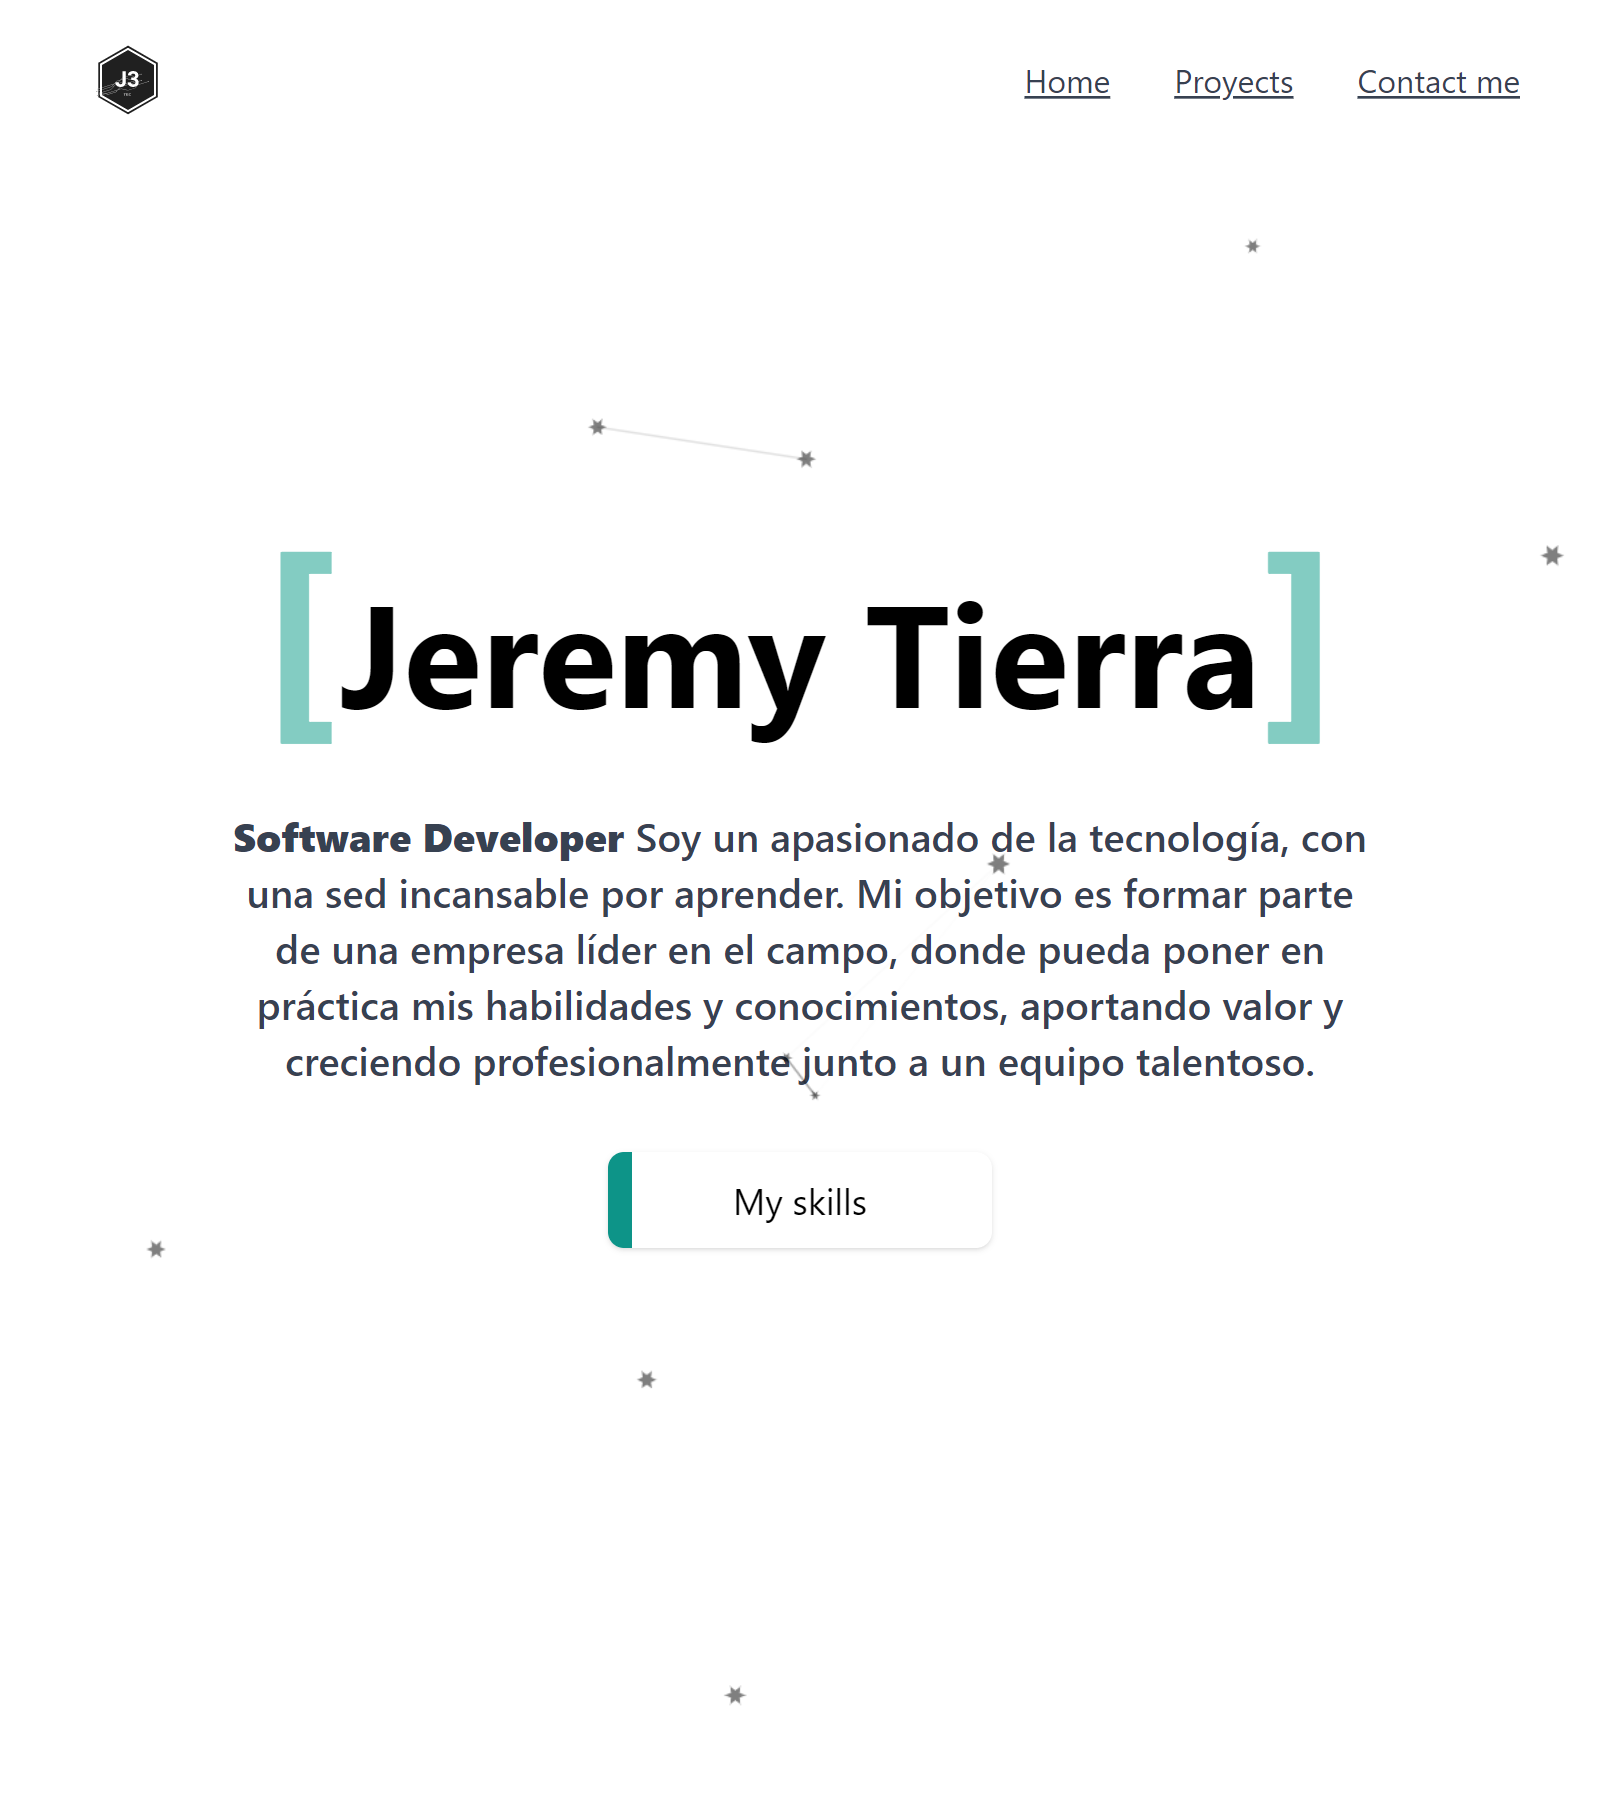 J3
Home Proyects Contact me
[Jeremy Tierra]
Software Developer Soy un apasionado de la tecnología, con
una sed incansable por aprender. Mi objetivo es formar parte
de una empresa líder en el campo, donde pueda poner en
práctica mis habilidades y conocimientos, aportando valor y
creciendo profesionalmente junto a un equipo talentoso.
My skills